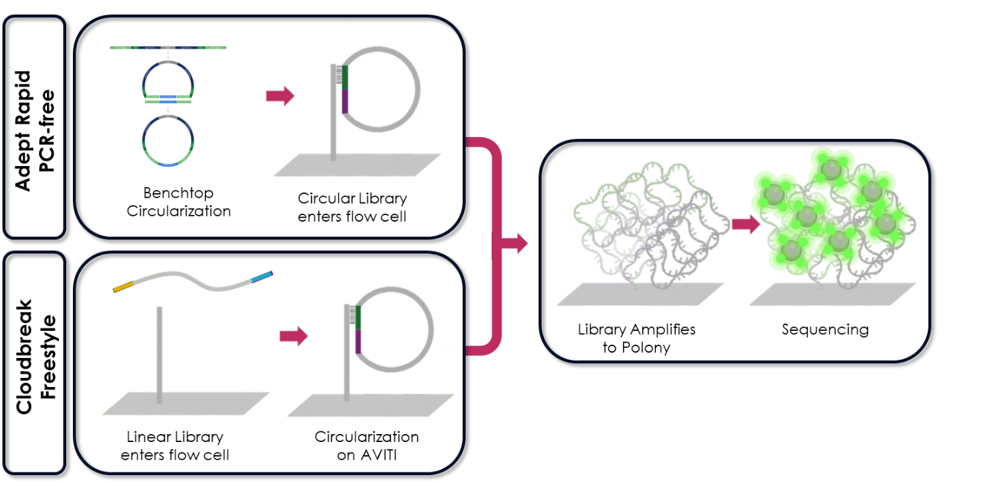 Adept Rapid
PCR-free
Benchtop
Circularization
Circular Library
enters flow cell
Cloudbreak
Freestyle
Linear Library
enters flow cell
Circularization
on AVITI
Library Amplifies
to Polony
Sequencing